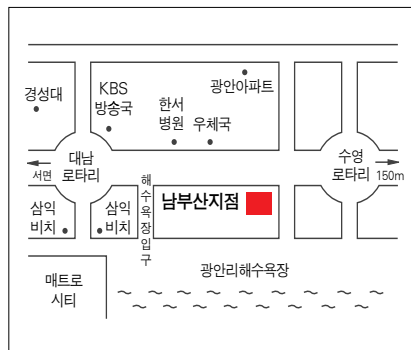 경성대
KBS
방송국
한서
병원
우체국
광안아파트
서면
대남
로타리
수영
로타리
150m
삼익
비치
삼익
비치
해수욕장입구
남부산지점
매트로
시티
광안리해수욕장